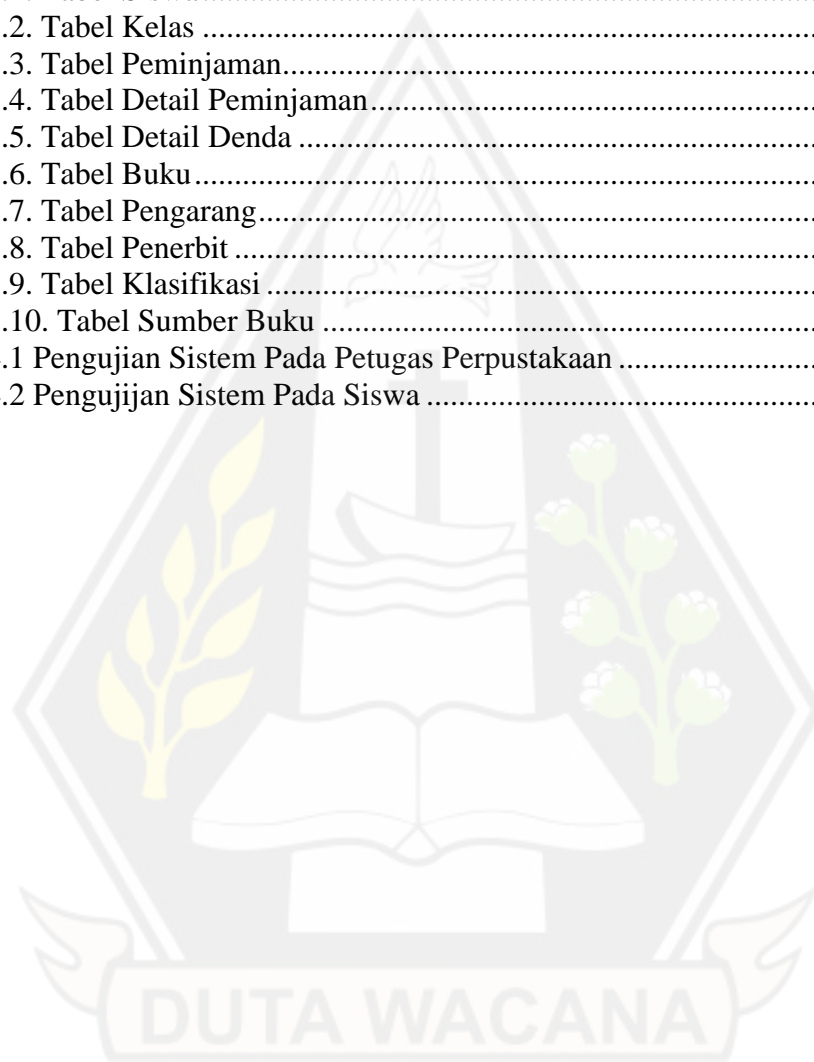 .2. Tabel Kelas ..........................................................................
.3. Tabel Peminjaman.................................................................
.4. Tabel Detail Peminjaman......................................................
.5. Tabel Detail Denda ...............................................................
.6. Tabel Buku............................................................................
.7. Tabel Pengarang....................................................................
.8. Tabel Penerbit .......................................................................
.9. Tabel Klasifikasi ...................................................................
.10. Tabel Sumber Buku ............................................................
.1 Pengujian Sistem Pada Petugas Perpustakaan ........................
.2 Pengujijan Sistem Pada Siswa ................................................
DUTA WACANA